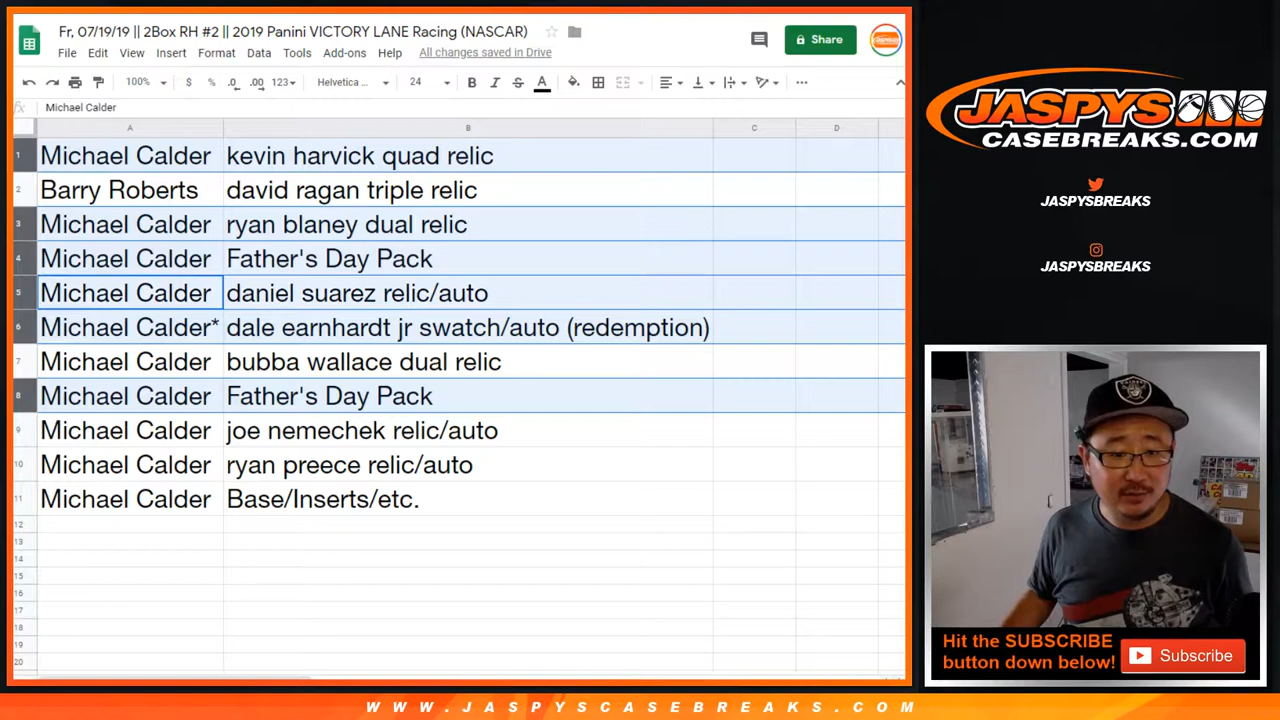 Fr, 07/19/19 || 2Box RH #2 || 2019 Panini VICTORY LANE Racing (NASCAR)
File Edit View Insert Format Data Tools Add-ons Help All changes saved in Drive
Share
100% $ % .0 .00 123 Helvetica ... 24 B I S A
fx Michael Calder
A B C D
1 Michael Calder kevin harvick quad relic
2 Barry Roberts david ragan triple relic
3 Michael Calder ryan blaney dual relic
4 Michael Calder Father's Day Pack
5 Michael Calder daniel suarez relic/auto
6 Michael Calder* dale earnhardt jr swatch/auto (redemption)
7 Michael Calder bubba wallace dual relic
8 Michael Calder Father's Day Pack
9 Michael Calder joe nemechek relic/auto
10 Michael Calder ryan preece relic/auto
11 Michael Calder Base/Inserts/etc.
12
13
14
15
16
17
18
19
20
JASPYS
CASEBREAKS.COM
JASPYSBREAKS
JASPYSBREAKS
RAIDERS
topps
Hit the SUBSCRIBE
button down below!
Subscribe
WWW.JASPYSCASEBREAKS.COM